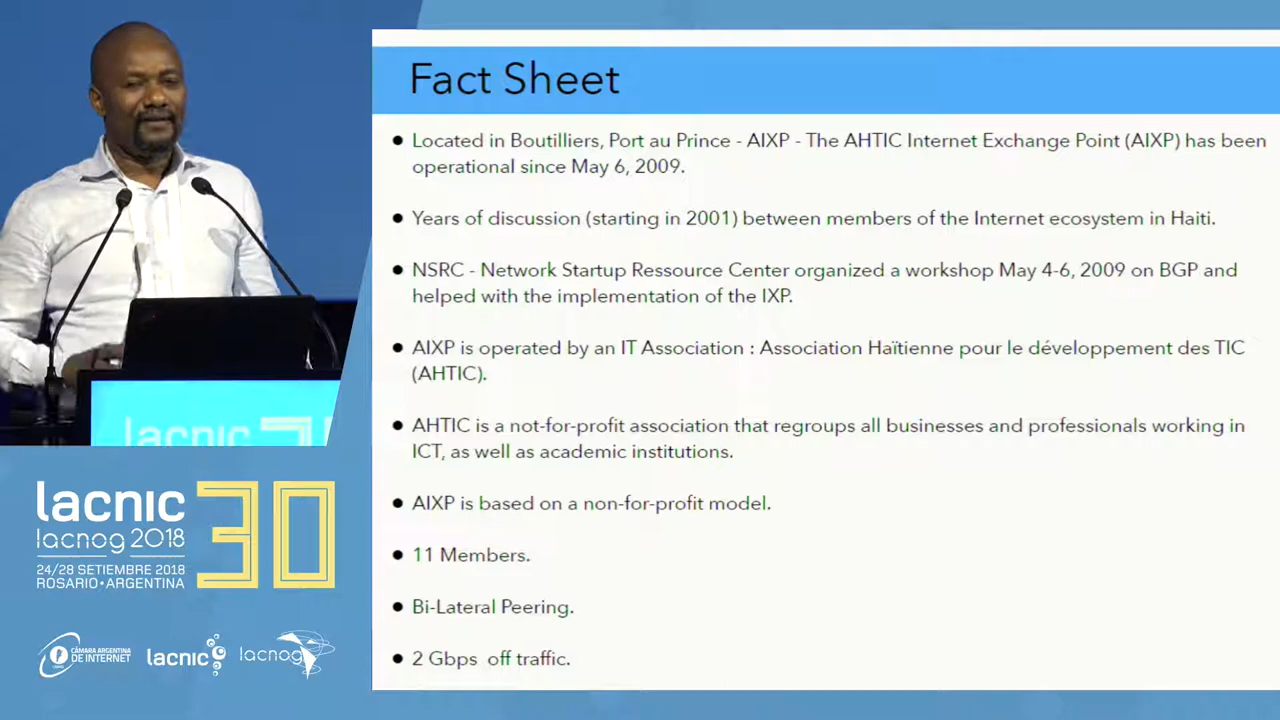 Fact Sheet
• Located in Boutilliers, Port au Prince - AIXP - The AHTIC Internet Exchange Point (AIXP) has been
operational since May 6, 2009.
• Years of discussion (starting in 2001) between members of the Internet ecosystem in Haiti.
• NSRC - Network Startup Ressource Center organized a workshop May 4-6, 2009 on BGP and
helped with the implementation of the IXP.
• AIXP is operated by an IT Association : Association Haïtienne pour le développement des TIC
(AHTIC).
• AHTIC is a not-for-profit association that regroups all businesses and professionals working in
ICT, as well as academic institutions.
• AIXP is based on a non-for-profit model.
• 11 Members.
• Bi-Lateral Peering.
• 2 Gbps off traffic.
lacnic
lacnic 30
lacnog 2018
24/28 SETIEMBRE 2018
ROSARIO•ARGENTINA
CÁMARA ARGENTINA
DE INTERNET
lacnic
lacnog